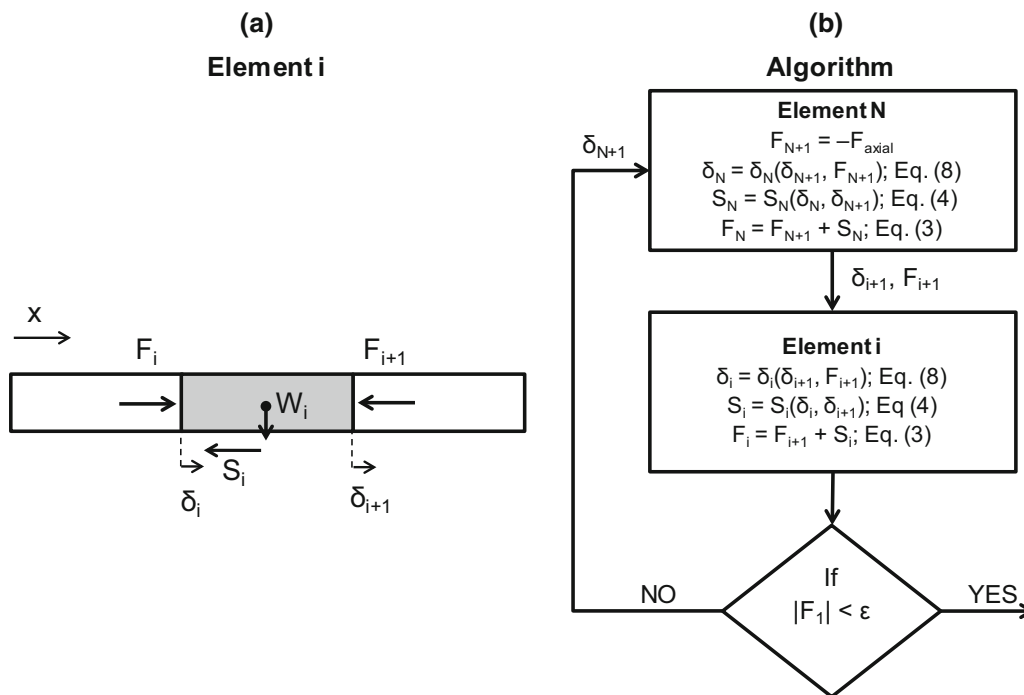 (a)
Element i
x
F_i
F_{i+1}
W_i
S_i
δ_i
δ_{i+1}
(b)
Algorithm
δ_{N+1}
Element N
F_{N+1} = –F_{axial}
δ_N = δ_N(δ_{N+1}, F_{N+1}); Eq. (8)
S_N = S_N(δ_N, δ_{N+1}); Eq. (4)
F_N = F_{N+1} + S_N; Eq. (3)
δ_{i+1}, F_{i+1}
Element i
δ_i = δ_i(δ_{i+1}, F_{i+1}); Eq. (8)
S_i = S_i(δ_i, δ_{i+1}); Eq (4)
F_i = F_{i+1} + S_i; Eq. (3)
If
|F_1| < ε
NO
YES